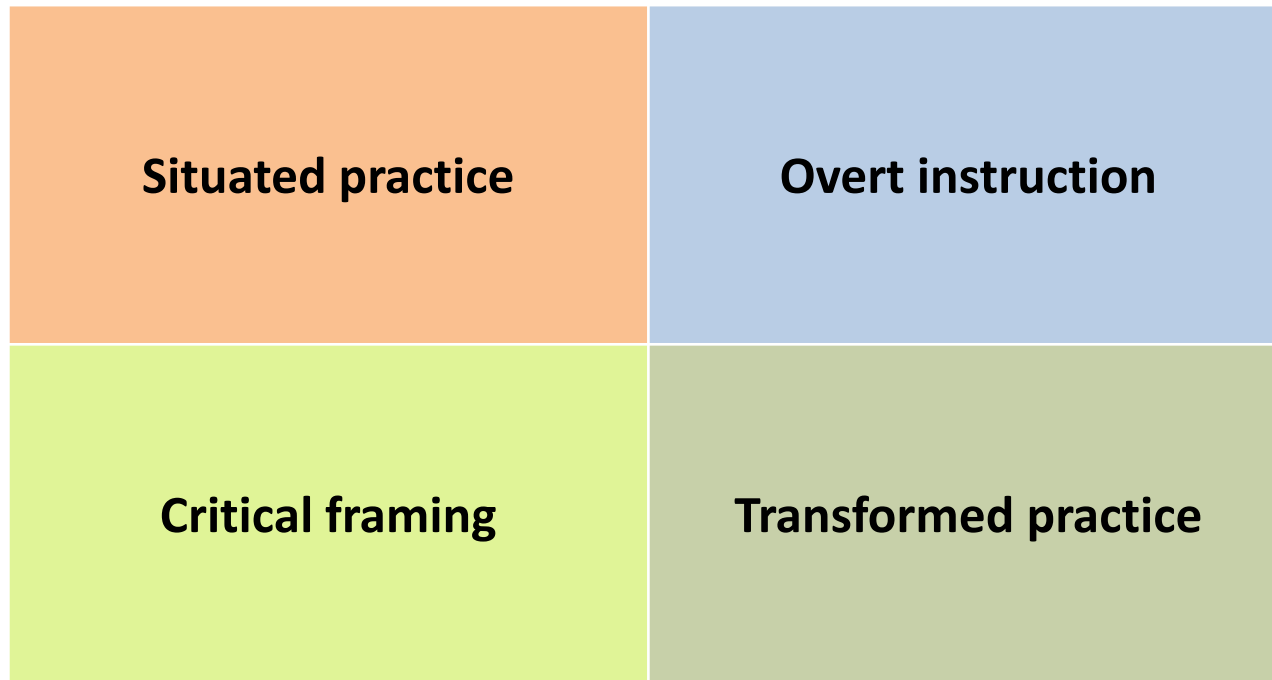 Situated practice
Overt instruction
Critical framing
Transformed practice